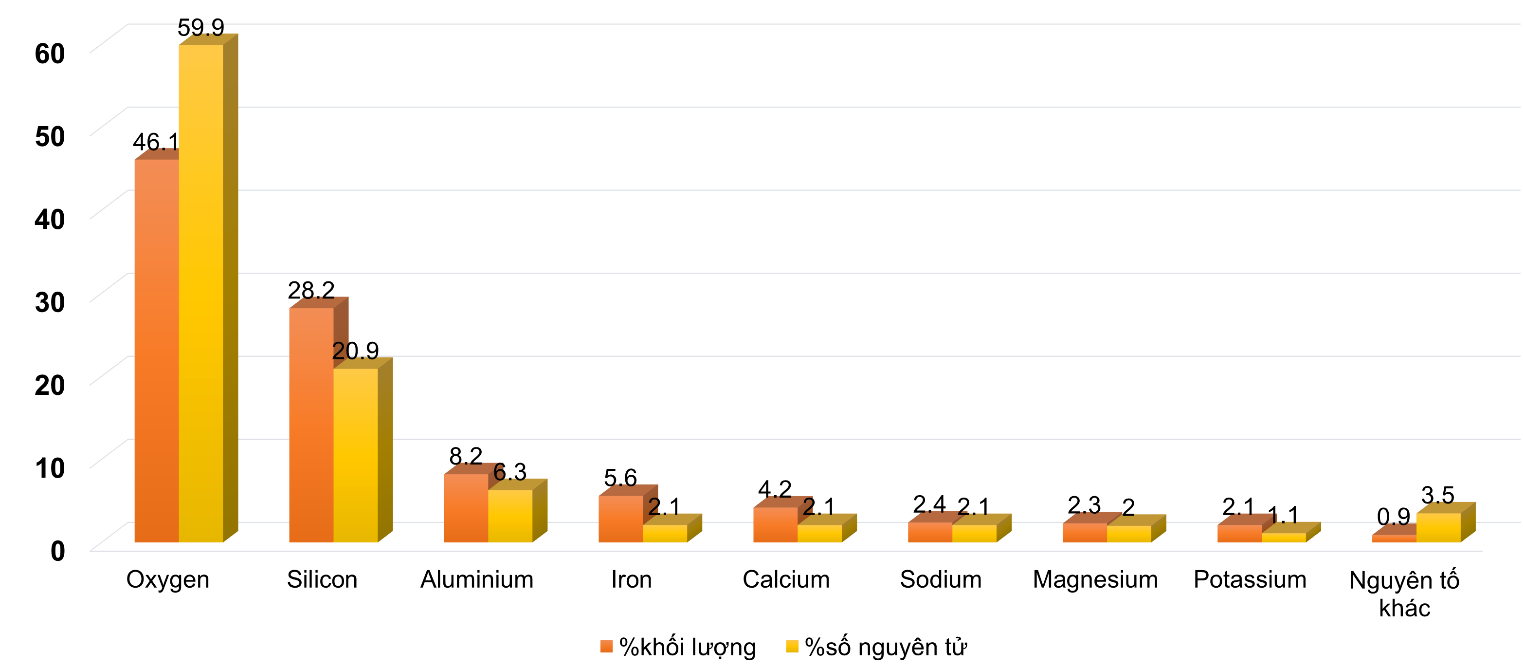 60
50
40
30
20
10
0
46.1
59.9
28.2
20.9
8.2
6.3
5.6
2.1
4.2
2.1
2.4
2.1
2.3
2
2.1
1.1
0.9
3.5
Oxygen
Silicon
Aluminium
Iron
Calcium
Sodium
Magnesium
Potassium
Nguyên tố
khác
%khối lượng
%số nguyên tử